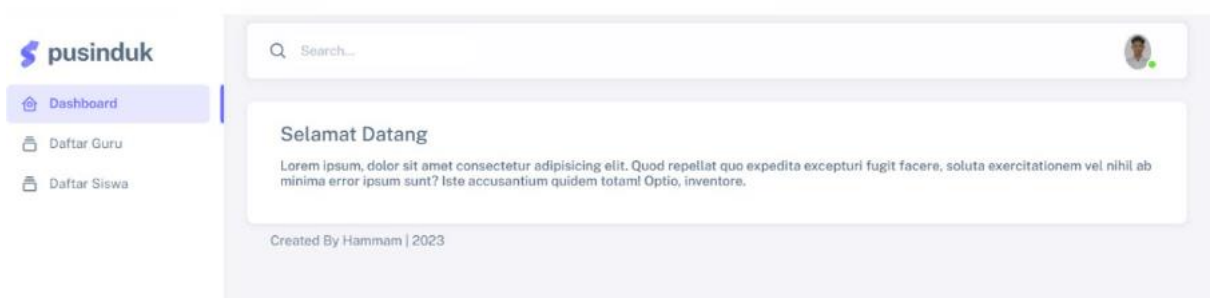 pusinduk
Dashboard
Daftar Guru
Daftar Siswa
Search...
Selamat Datang
Lorem ipsum, dolor sit amet consectetur adipisicing elit. Quod repellat quo expedita excepturi fugit facere, soluta exercitationem vel nihil ab
minima error ipsum sunt? Iste accusantium quidem totam! Optio, inventore.
Created By Hammam | 2023